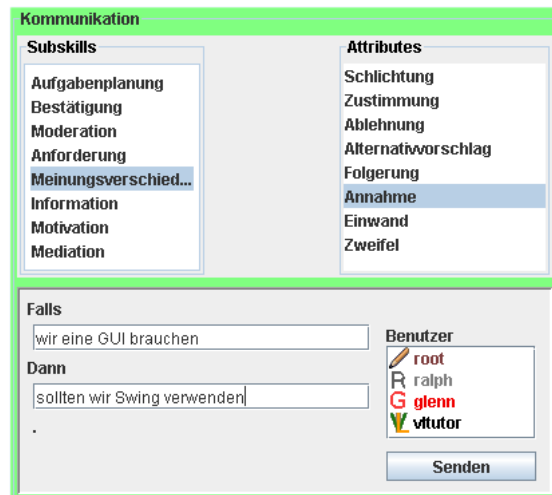 Kommunikation
Subskills
Aufgabenplanung
Bestätigung
Moderation
Anforderung
Meinungsverschied...
Information
Motivation
Mediation
Attributes
Schlichtung
Zustimmung
Ablehnung
Alternativvorschlag
Folgerung
Annahme
Einwand
Zweifel
Falls
wir eine GUI brauchen
Dann
sollten wir Swing verwenden
.
Benutzer
root
R ralph
G glenn
vltutor
Senden